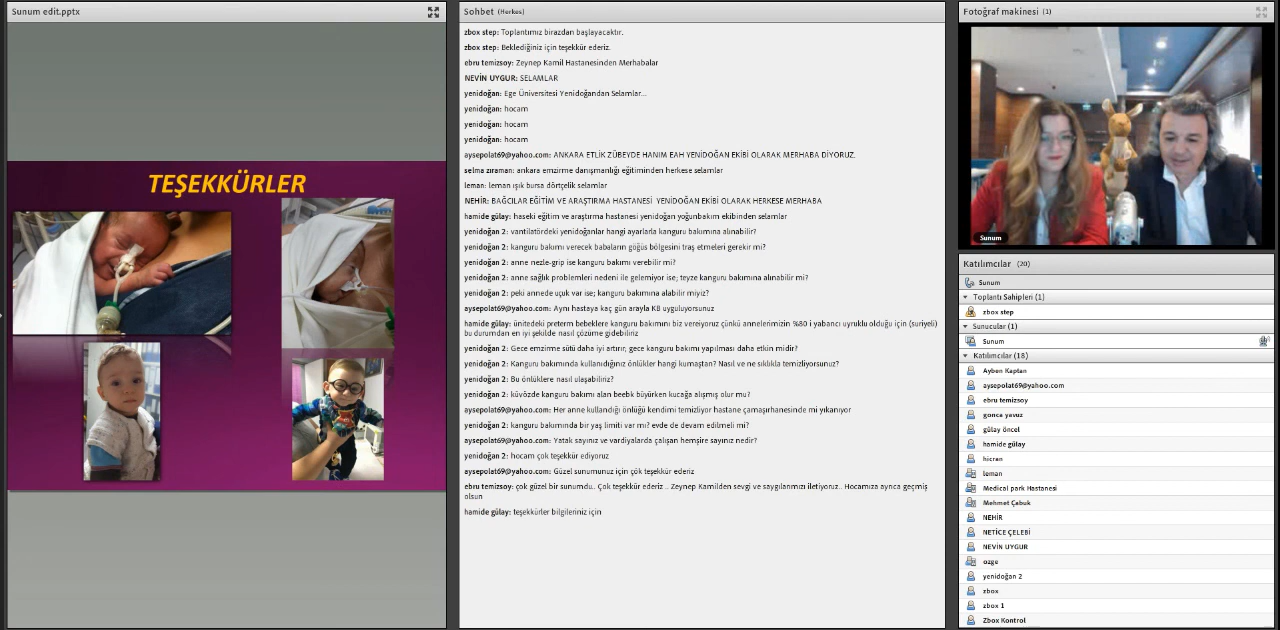 Sunum edit.pptx
TEŞEKKÜRLER
Sohbet (Herkes)
zbox step: Toplantımız birazdan başlayacaktır.
zbox step: Beklediğiniz için teşekkür ederiz.
ebru temizsoy: Zeynep Kamil Hastanesinden Merhabalar
NEVİN UYGUR: SELAMLAR
yenidoğan: Ege Üniversitesi Yenidoğandan Selamlar...
yenidoğan: hocam
yenidoğan: hocam
yenidoğan: hocam
aysepolat69@yahoo.com: ANKARA ETLİK ZÜBEYDE HANIM EAH YENİDOĞAN EKİBİ OLARAK MERHABA DİYORUZ.
selma zıraman: ankara emzirme danışmanlığı eğitiminden herkese selamlar
leman: leman ışık bursa dörtçelik selamlar
NEHİR: BAĞCILAR EĞİTİM VE ARAŞTIRMA HASTANESİ YENİDOĞAN EKİBİ OLARAK HERKESE MERHABA
hamide gülay: haseki eğitim ve araştırma hastanesi yenidoğan yoğunbakım ekibinden selamlar
yenidoğan 2: vantilatördeki yenidoğanlar hangi ayarlarla kanguru bakımına alınabilir?
yenidoğan 2: kanguru bakımı verecek babaların göğüs bölgesini traş etmeleri gerekir mi?
yenidoğan 2: anne nezle-grip ise kanguru bakımı verebilir mi?
yenidoğan 2: anne sağlık problemleri nedeni ile gelemiyor ise; teyze kanguru bakımına alınabilir mi?
yenidoğan 2: peki annede uçuk var ise; kanguru bakımına alabilir miyiz?
aysepolat69@yahoo.com: Aynı hastaya kaç gün arayla KB uyguluyorsunuz
hamide gülay: ünitedeki preterm bebeklere kanguru bakımını biz vereiyoruz çünkü annelerimizin %80 i yabancı uyruklu olduğu için (suriyeli)
bu durumdan en iyi şekilde nasıl çözüme gidebiliriz
yenidoğan 2: Gece emzirme sütü daha iyi artırır; gece kanguru bakımı yapılması daha etkin midir?
yenidoğan 2: Kanguru bakımında kullandığınız önlükler hangi kumaştan? Nasıl ve ne sıklıkla temizliyorsunuz?
yenidoğan 2: Bu önlüklere nasıl ulaşabiliriz?
yenidoğan 2: küvözde kanguru bakımı alan beebk büyürken kucağa alışmış olur mu?
aysepolat69@yahoo.com: Her anne kullandığı önlüğü kendimi temizliyor hastane çamaşırhanesinde mi yıkanıyor
yenidoğan 2: kanguru bakımında bir yaş limiti var mı? evde de devam edilmeli mi?
aysepolat69@yahoo.com: Yatak sayınız ve vardiyalarda çalışan hemşire sayınız nedir?
yenidoğan 2: hocam çok teşekkür ediyoruz
aysepolat69@yahoo.com: Güzel sunumunuz için çök teşekkür ederiz
ebru temizsoy: çok güzel bir sunumdu.. Çok teşekkür ederiz .. Zeynep Kamilden sevgi ve saygılarımızı iletiyoruz.. Hocamıza ayrıca geçmiş
olsun
hamide gülay: teşekkürler bilgileriniz için
Fotoğraf makinesi (1)
Sunum
Katılımcılar (20)
Sunum
Toplantı Sahipleri (1)
zbox step
Sunucular (1)
Sunum
Katılımcılar (18)
Ayben Kaptan
aysepolat69@yahoo.com
ebru temizsoy
gonca yavuz
gülay öncel
hamide gülay
hicran
leman
Medical park Hastanesi
Mehmet Çabuk
NEHİR
NETİCE ÇELEBİ
NEVİN UYGUR
ozge
yenidoğan 2
zbox
zbox 1
Zbox Kontrol